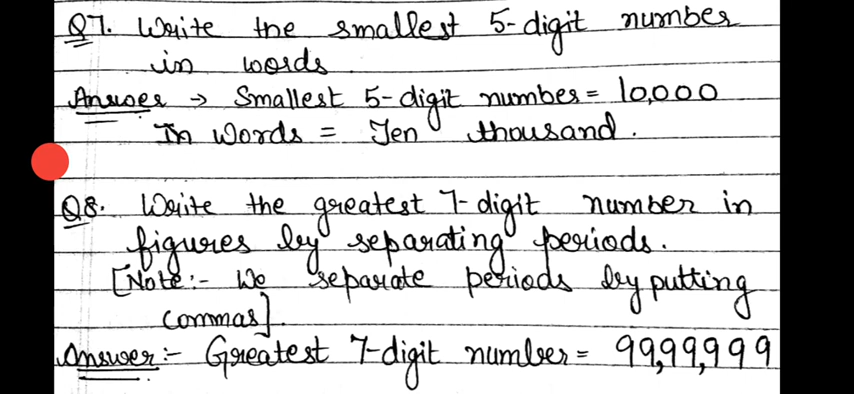 Q7. Write the smallest 5-digit number
in words
Answer → Smallest 5-digit number = 10,000
In Words = Ten thousand.
Q8. Write the greatest 7-digit number in
figures by separating periods.
[Note:- We separate periods by putting
commas].
Answer:- Greatest 7-digit number = 99,99,999